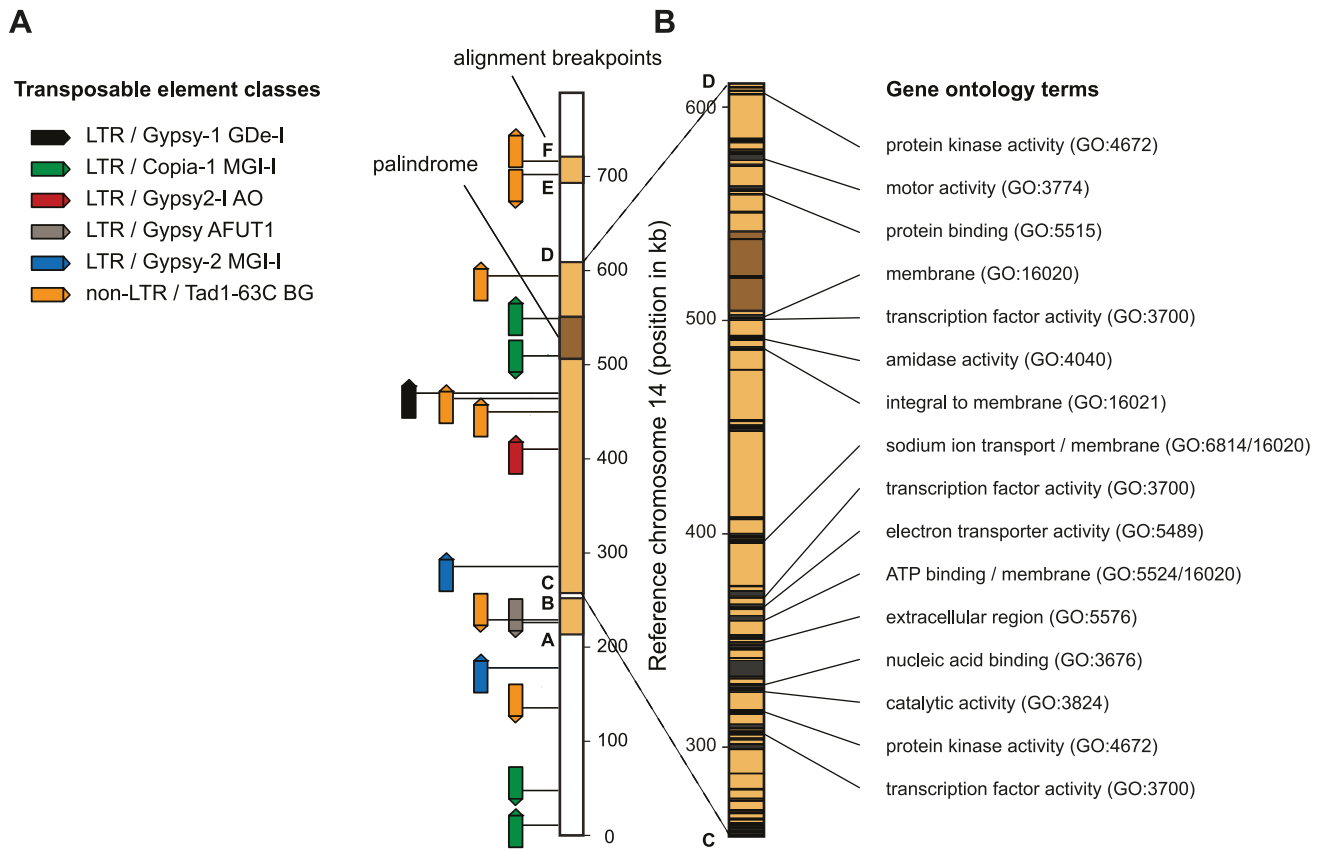 A
B
alignment breakpoints
Transposable element classes
LTR / Gypsy-1 GDe-I
LTR / Copia-1 MGI-I
LTR / Gypsy2-I AO
LTR / Gypsy AFUT1
LTR / Gypsy-2 MGI-I
non-LTR / Tad1-63C BG
palindrome
F
E
D
C
B
A
700
600
500
400
300
200
100
0
Reference chromosome 14 (position in kb)
D
600
500
400
300
C
Gene ontology terms
protein kinase activity (GO:4672)
motor activity (GO:3774)
protein binding (GO:5515)
membrane (GO:16020)
transcription factor activity (GO:3700)
amidase activity (GO:4040)
integral to membrane (GO:16021)
sodium ion transport / membrane (GO:6814/16020)
transcription factor activity (GO:3700)
electron transporter activity (GO:5489)
ATP binding / membrane (GO:5524/16020)
extracellular region (GO:5576)
nucleic acid binding (GO:3676)
catalytic activity (GO:3824)
protein kinase activity (GO:4672)
transcription factor activity (GO:3700)